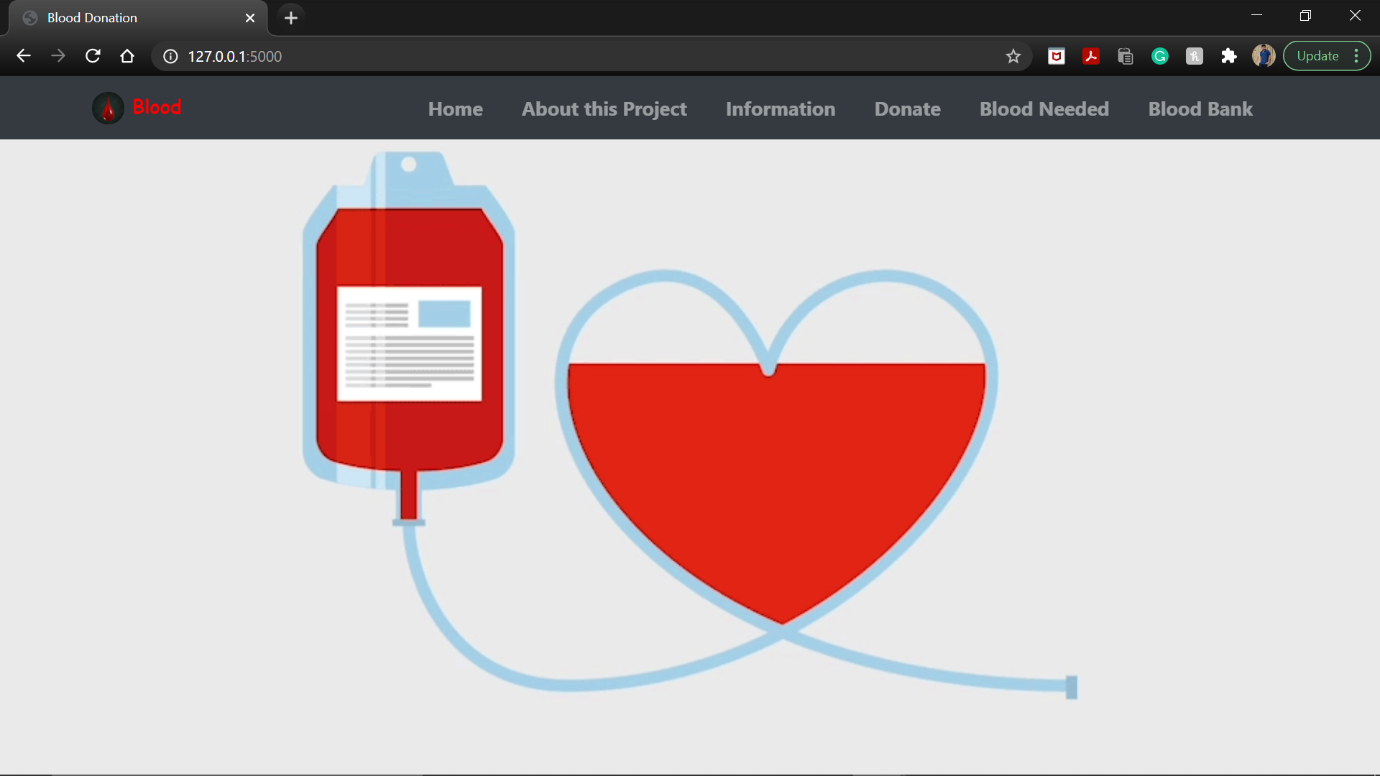 Blood Donation
127.0.0.1:5000
Update
Blood
Home About this Project Information Donate Blood Needed Blood Bank